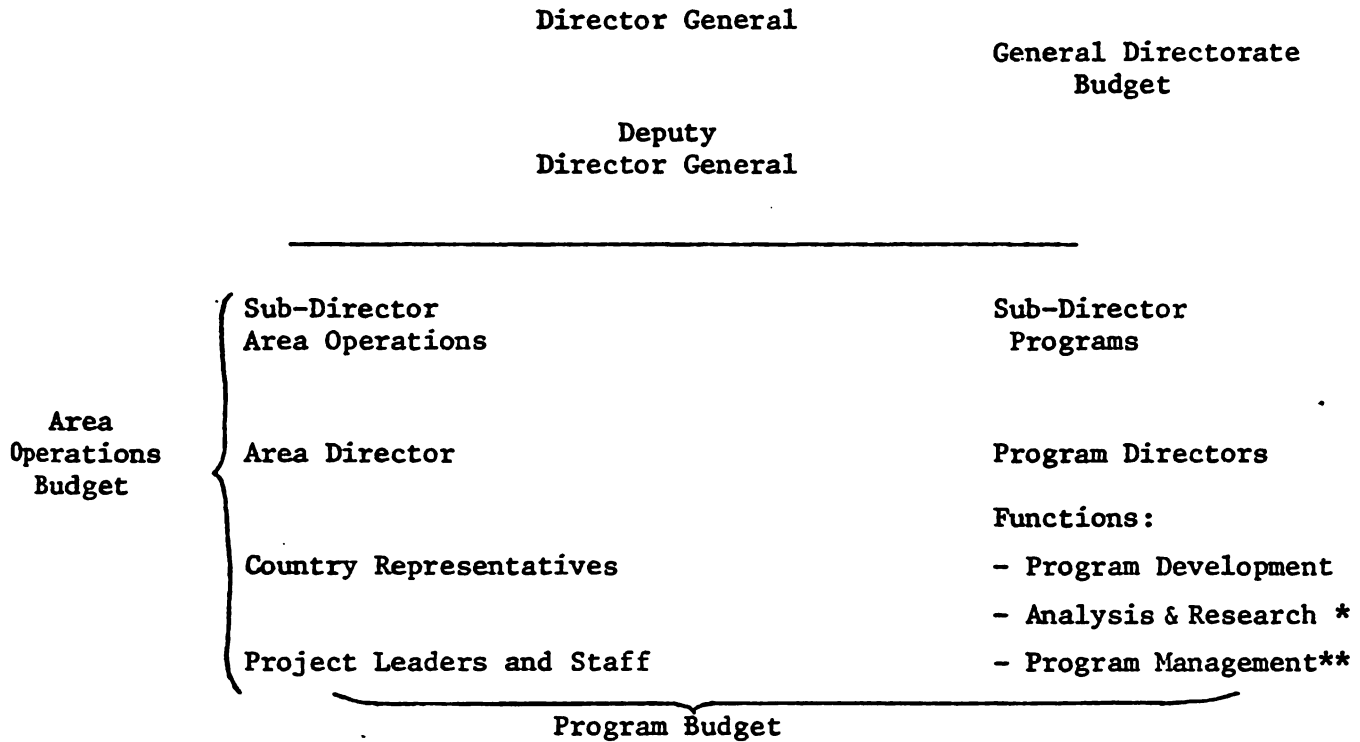 Director General
General Directorate
Budget
Deputy
Director General
Sub-Director
Area Operations
Sub-Director
Programs
Area
Operations
Budget
Area Director
Program Directors
Functions:
Country Representatives
- Program Development
- Analysis & Research *
Project Leaders and Staff
- Program Management**
Program Budget